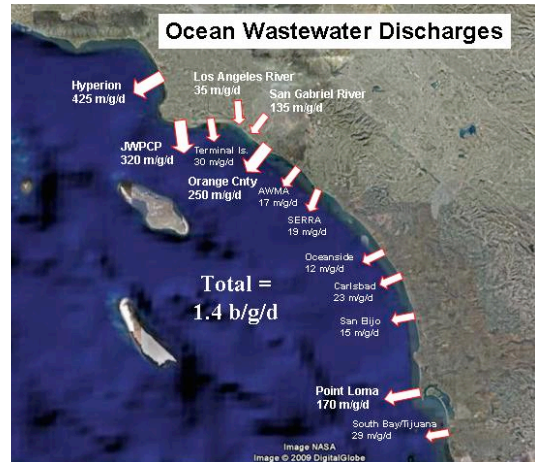 Ocean Wastewater Discharges
Los Angeles River
35 m/g/d
San Gabriel River
135 m/g/d
Hyperion
425 m/g/d
JWPCP
320 m/g/d
Terminal Is.
30 m/g/d
Orange Cnty
250 m/g/d
AWMA
17 m/g/d
SERRA
19 m/g/d
Oceanside
12 m/g/d
Carlsbad
23 m/g/d
Total =
1.4 b/g/d
San Elijo
15 m/g/d
Point Loma
170 m/g/d
South Bay/Tijuana
29 m/g/d
Image NASA
Image © 2009 DigitalGlobe